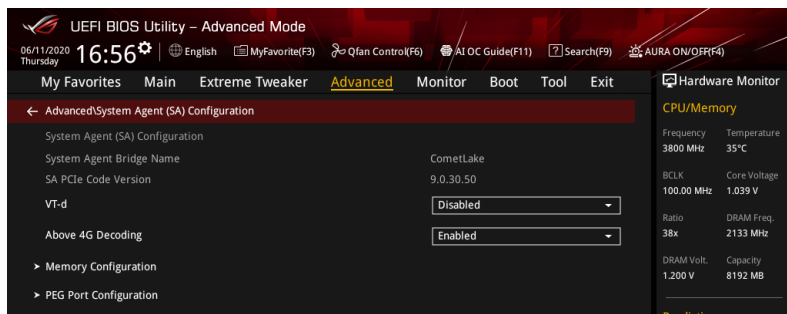 UEFI BIOS Utility – Advanced Mode
06/11/2020 Thursday 16:56 English MyFavorite(F3) Qfan Control(F6) AI OC Guide(F11) Search(F9) AURA ON/OFF(F4)
My Favorites Main Extreme Tweaker Advanced Monitor Boot Tool Exit
Hardware Monitor
Advanced\System Agent (SA) Configuration
System Agent (SA) Configuration
System Agent Bridge Name CometLake
SA PCIe Code Version 9.0.30.50
VT-d Disabled
Above 4G Decoding Enabled
Memory Configuration
PEG Port Configuration
CPU/Memory
Frequency Temperature
3800 MHz 35°C
BCLK Core Voltage
100.00 MHz 1.039 V
Ratio DRAM Freq.
38x 2133 MHz
DRAM Volt. Capacity
1.200 V 8192 MB